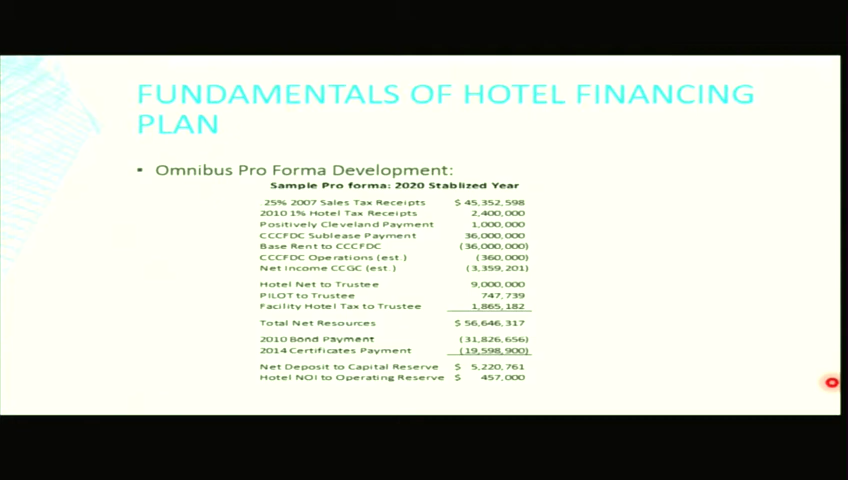 FUNDAMENTALS OF HOTEL FINANCING
PLAN
▪ Omnibus Pro Forma Development:
Sample Pro forma: 2020 Stablized Year
.25% 2007 Sales Tax Receipts $ 45,352,598
2010 1% Hotel Tax Receipts 2,400,000
Positively Cleveland Payment 1,000,000
CCCFDC Sublease Payment 36,000,000
Base Rent to CCCFDC (36,000,000)
CCCFDC Operations (est.) (360,000)
Net Income CCGC (est.) (3,359,201)
Hotel Net to Trustee 9,000,000
PILOT to Trustee 747,739
Facility Hotel Tax to Trustee 1,865,182
Total Net Resources $ 56,646,317
2010 Bond Payment (31,826,656)
2014 Certificates Payment (19,598,900)
Net Deposit to Capital Reserve $ 5,220,761
Hotel NOI to Operating Reserve $ 457,000